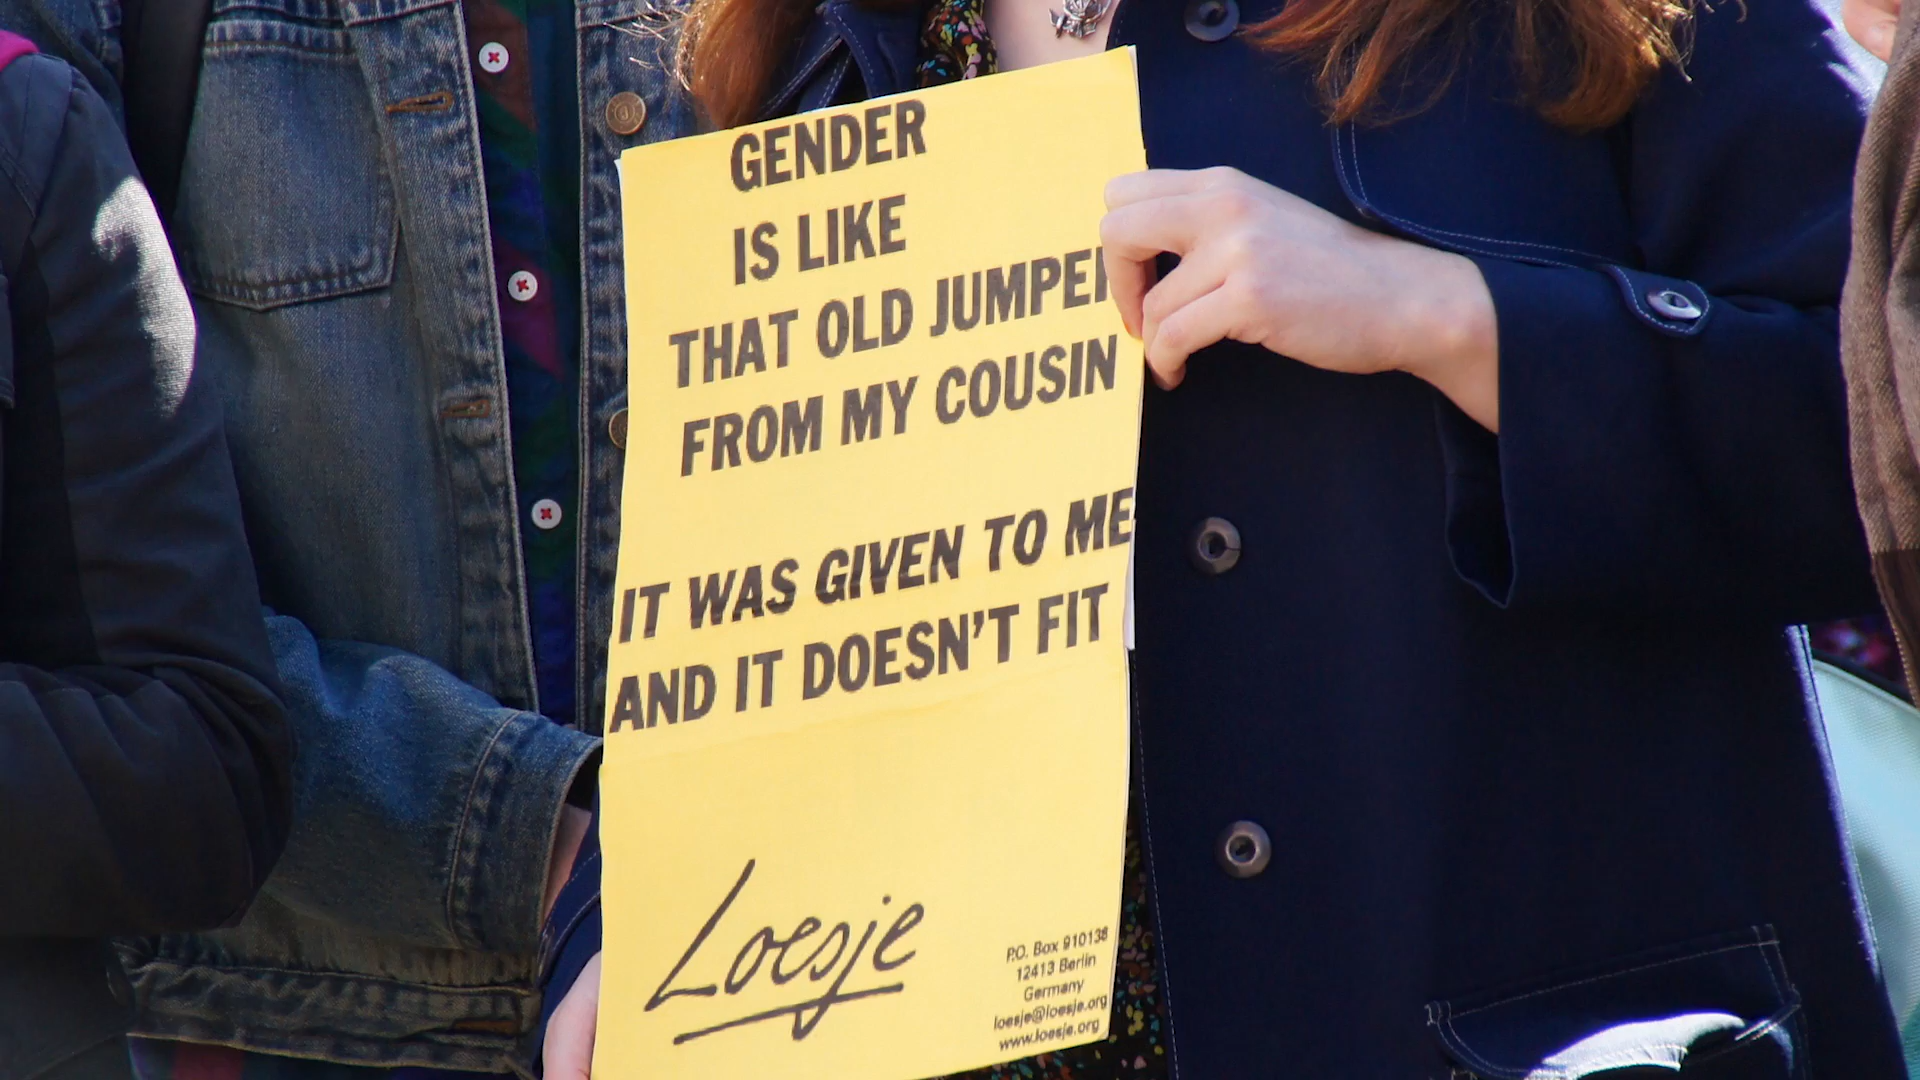 GENDER
IS LIKE
THAT OLD JUMPER
FROM MY COUSIN
IT WAS GIVEN TO ME
AND IT DOESN'T FIT
Loesje
P.O. Box 910138
12413 Berlin
Germany
loesje@loesje.org
www.loesje.org